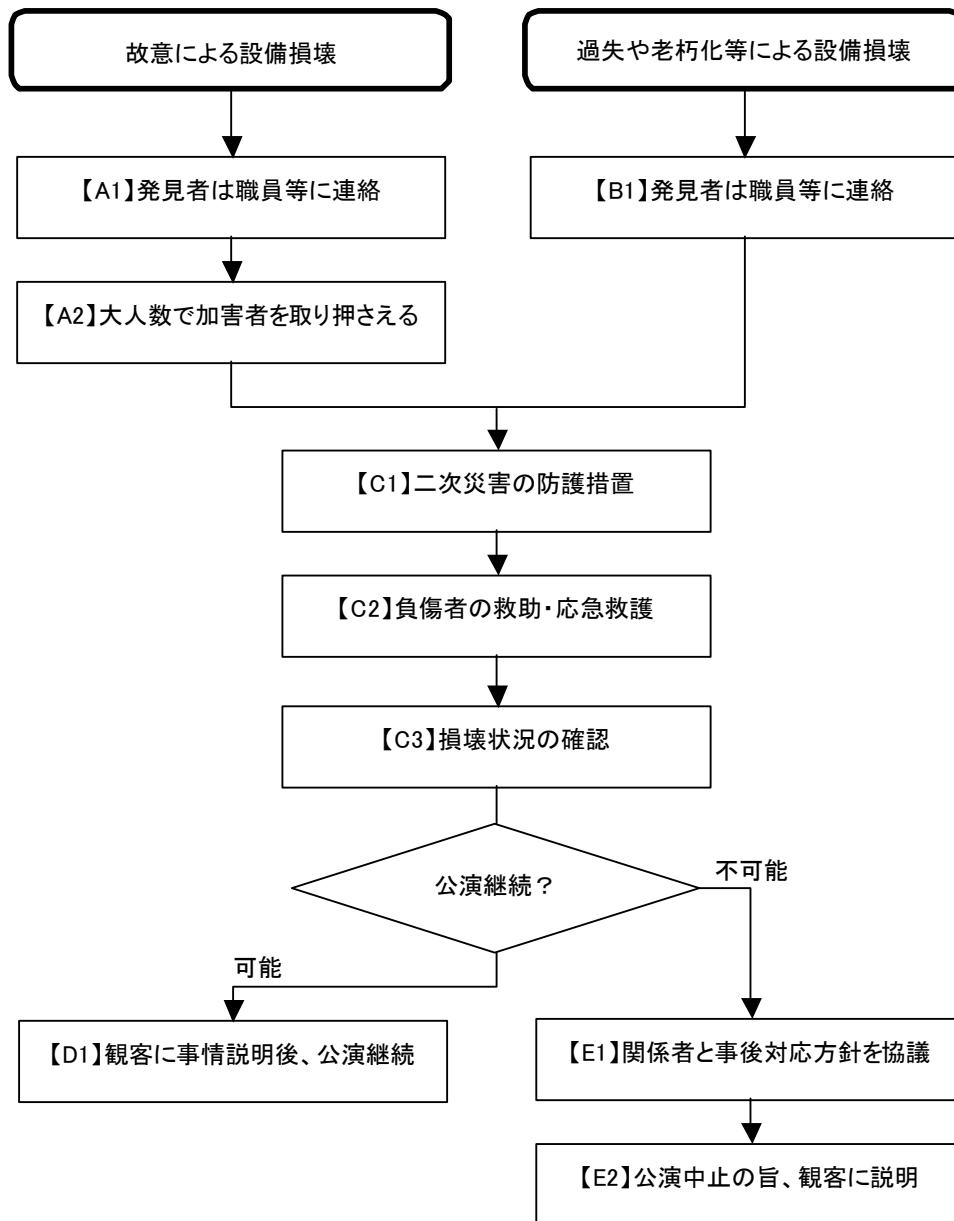 故意による設備損壊
過失や老朽化等による設備損壊
【A1】発見者は職員等に連絡
【B1】発見者は職員等に連絡
【A2】大人数で加害者を取り押さえる
【C1】二次災害の防護措置
【C2】負傷者の救助・応急救護
【C3】損壊状況の確認
公演継続？
不可能
可能
【D1】観客に事情説明後、公演継続
【E1】関係者と事後対応方針を協議
【E2】公演中止の旨、観客に説明